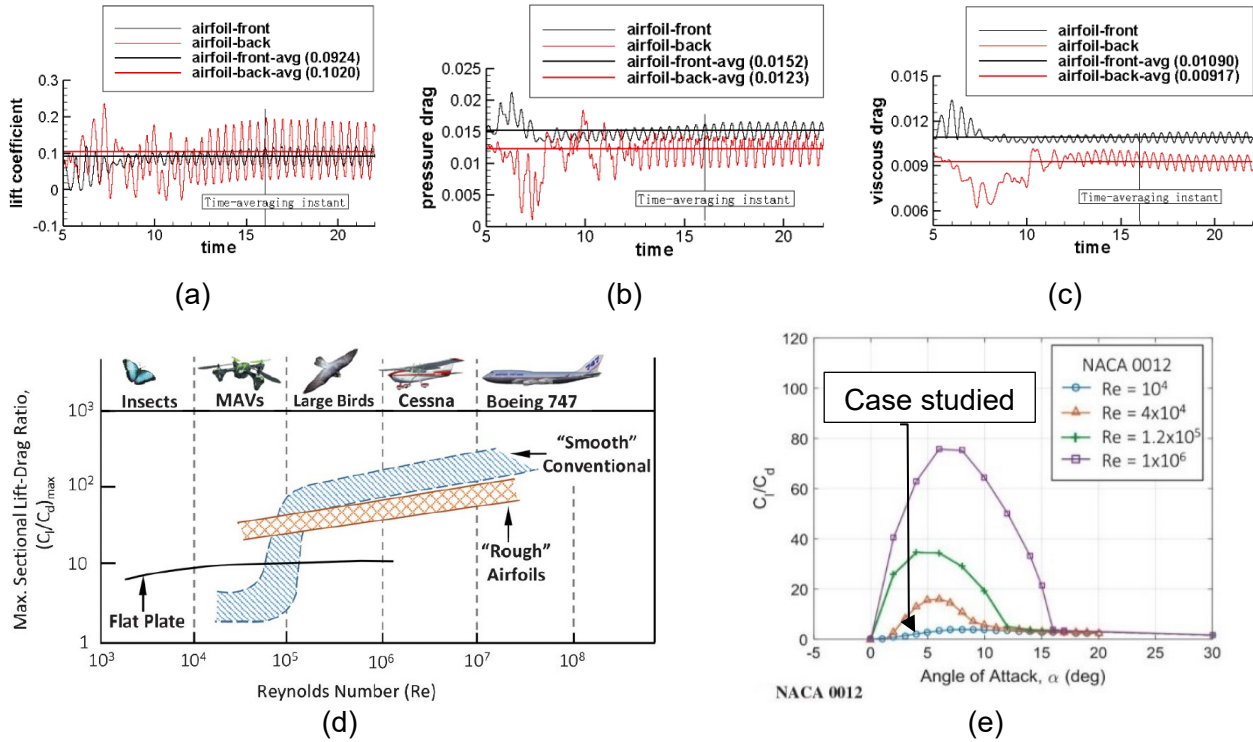 airfoil-front
airfoil-back
airfoil-front-avg (0.0924)
airfoil-back-avg (0.1020)
0.3
0.2
0.1
0
-0.1
lift coefficient
Time-averaging instant
5
10
15
20
time
(a)
airfoil-front
airfoil-back
airfoil-front-avg (0.0152)
airfoil-back-avg (0.0123)
0.025
0.02
0.015
0.01
0.005
0
pressure drag
Time-averaging instant
5
10
15
20
time
(b)
airfoil-front
airfoil-back
airfoil-front-avg (0.01090)
airfoil-back-avg (0.00917)
0.015
0.012
0.009
0.006
viscous drag
Time-averaging instant
5
10
15
20
time
(c)
Insects
MAVs
Large Birds
Cessna
Boeing 747
747
10³
10²
10
1
Max. Sectional Lift-Drag Ratio,
(Cₗ/C_d)max
"Smooth"
Conventional
"Rough"
Airfoils
Flat Plate
10³
10⁴
10⁵
10⁶
10⁷
10⁸
Reynolds Number (Re)
(d)
120
100
80
60
40
20
0
Cₗ/C_d
Case studied
NACA 0012
Re = 10⁴
Re = 4x10⁴
Re = 1.2x10⁵
Re = 1x10⁶
-5
0
5
10
15
20
25
30
Angle of Attack, α (deg)
NACA 0012
(e)